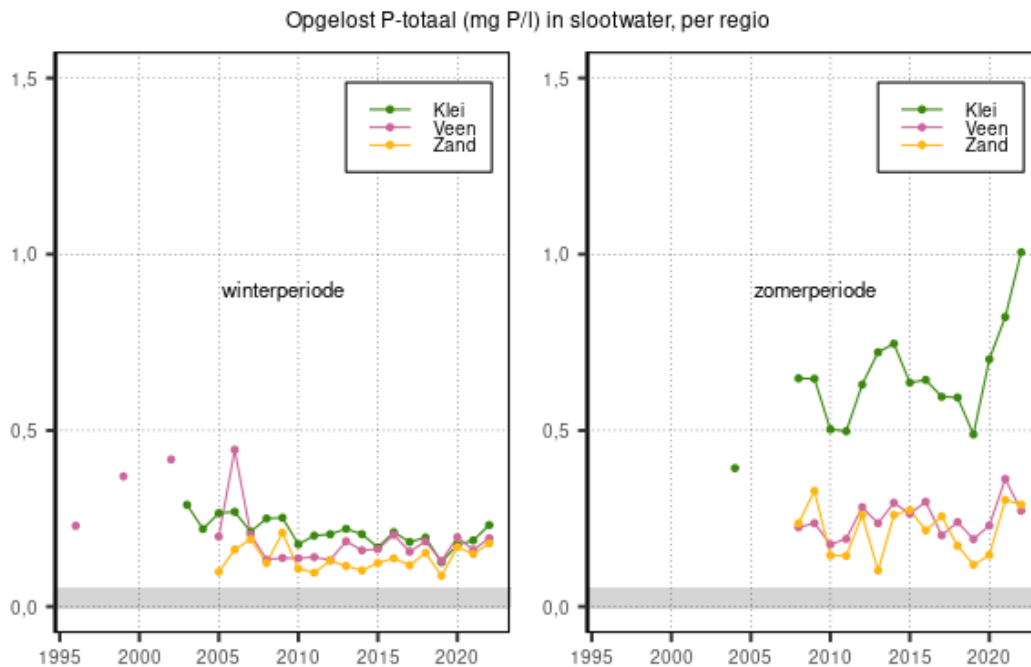 Opgelost P-totaal (mg P/l) in slootwater, per regio
1,5
1,0
0,5
0,0
Klei
Veen
Zand
winterperiode
1995 2000 2005 2010 2015 2020
1,5
1,0
0,5
0,0
Klei
Veen
Zand
zomerperiode
1995 2000 2005 2010 2015 2020